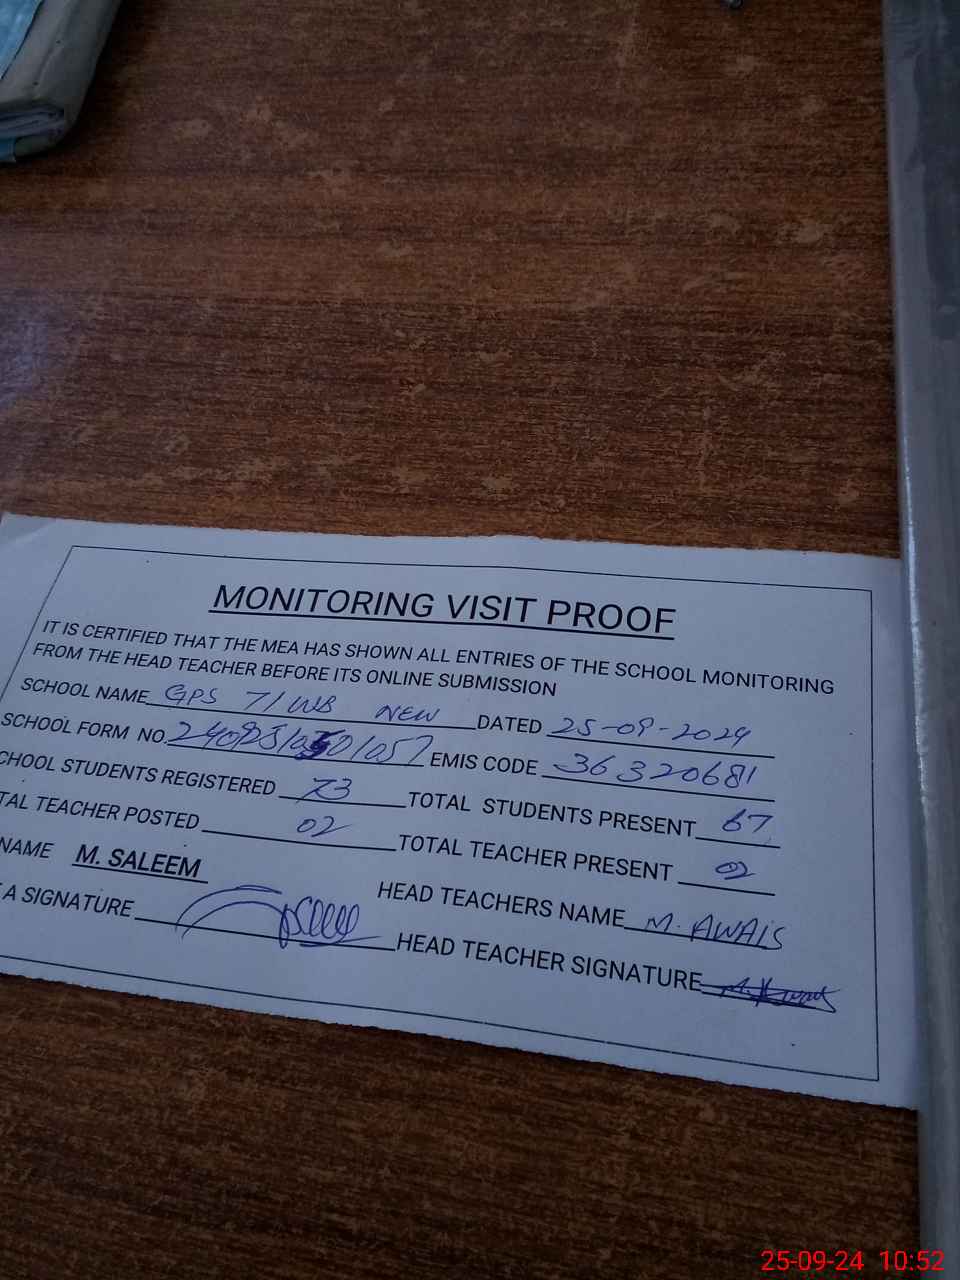 MONITORING VISIT PROOF
IT IS CERTIFIED THAT THE MEA HAS SHOWN ALL ENTRIES OF THE SCHOOL MONITORING
FROM THE HEAD TEACHER BEFORE ITS ONLINE SUBMISSION
SCHOOL NAME GPS 71/WB NEW DATED 25-09-2024
SCHOOL FORM NO. EMIS CODE 36320681
CHOOL STUDENTS REGISTERED 73 TOTAL STUDENTS PRESENT 67
TAL TEACHER POSTED 02 TOTAL TEACHER PRESENT 02
NAME M. SALEEM HEAD TEACHERS NAME M. AWAIS
A SIGNATURE HEAD TEACHER SIGNATURE M. Awais
25-09-24 10:52